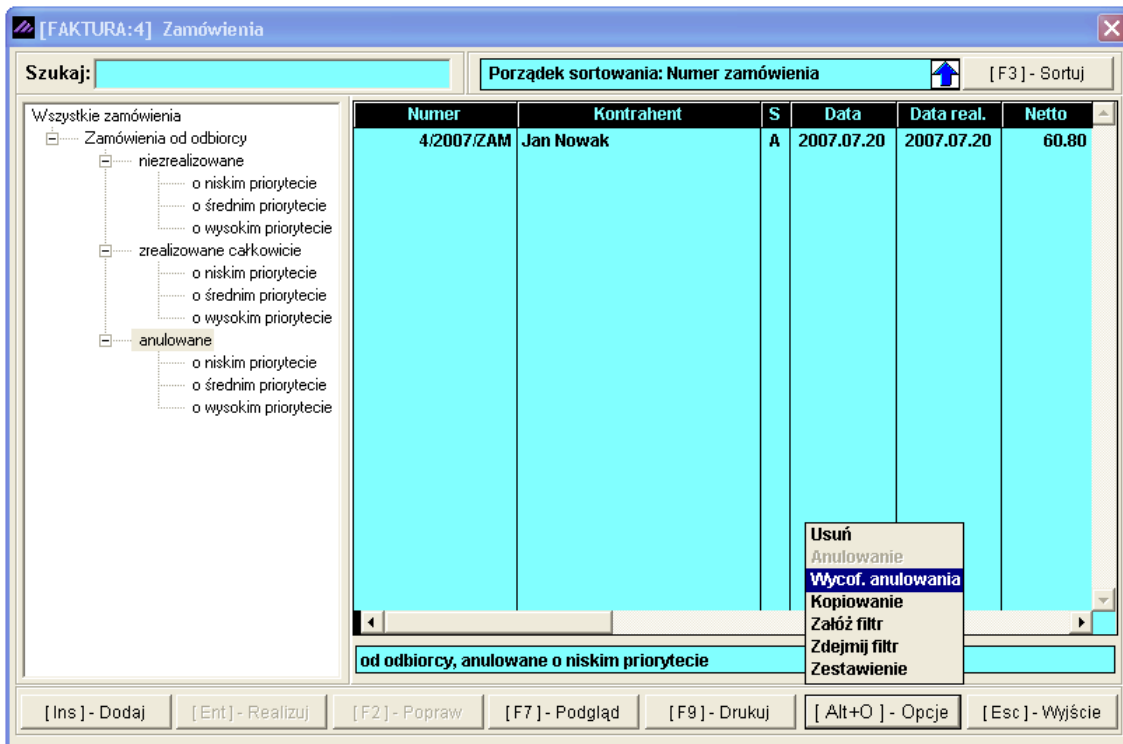 [FAKTURA:4] Zamówienia
Szukaj:
Porządek sortowania: Numer zamówienia
[F3] - Sortuj
Wszystkie zamówienia
Zamówienia od odbiorcy
niezrealizowane
o niskim priorytecie
o średnim priorytecie
o wysokim priorytecie
zrealizowane całkowicie
o niskim priorytecie
o średnim priorytecie
o wysokim priorytecie
anulowane
o niskim priorytecie
o średnim priorytecie
o wysokim priorytecie
Numer Kontrahent S Data Data real. Netto
4/2007/ZAM Jan Nowak A 2007.07.20 2007.07.20 60.80
Usuń
Anulowanie
Wycof. anulowania
Kopiowanie
Załóż filtr
Zdejmij filtr
Zestawienie
od odbiorcy, anulowane o niskim priorytecie
[Ins] - Dodaj [Ent] - Realizuj [F2] - Popraw [F7] - Podgląd [F9] - Drukuj [Alt+O ] - Opcje [Esc] - Wyjście